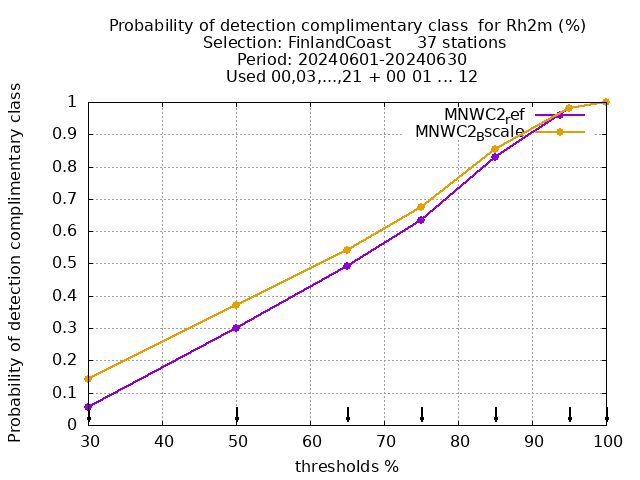 Probability of detection complimentary class  for Rh2m (%)
Selection: FinlandCoast     37 stations
Period: 20240601-20240630
Used 00,03,...,21 + 00 01 ... 12
Probability of detection complimentary class
1
0.9
0.8
0.7
0.6
0.5
0.4
0.3
0.2
0.1
0
MNWC2_ref
MNWC2_Bscale
30 40 50 60 70 80 90 100
thresholds %